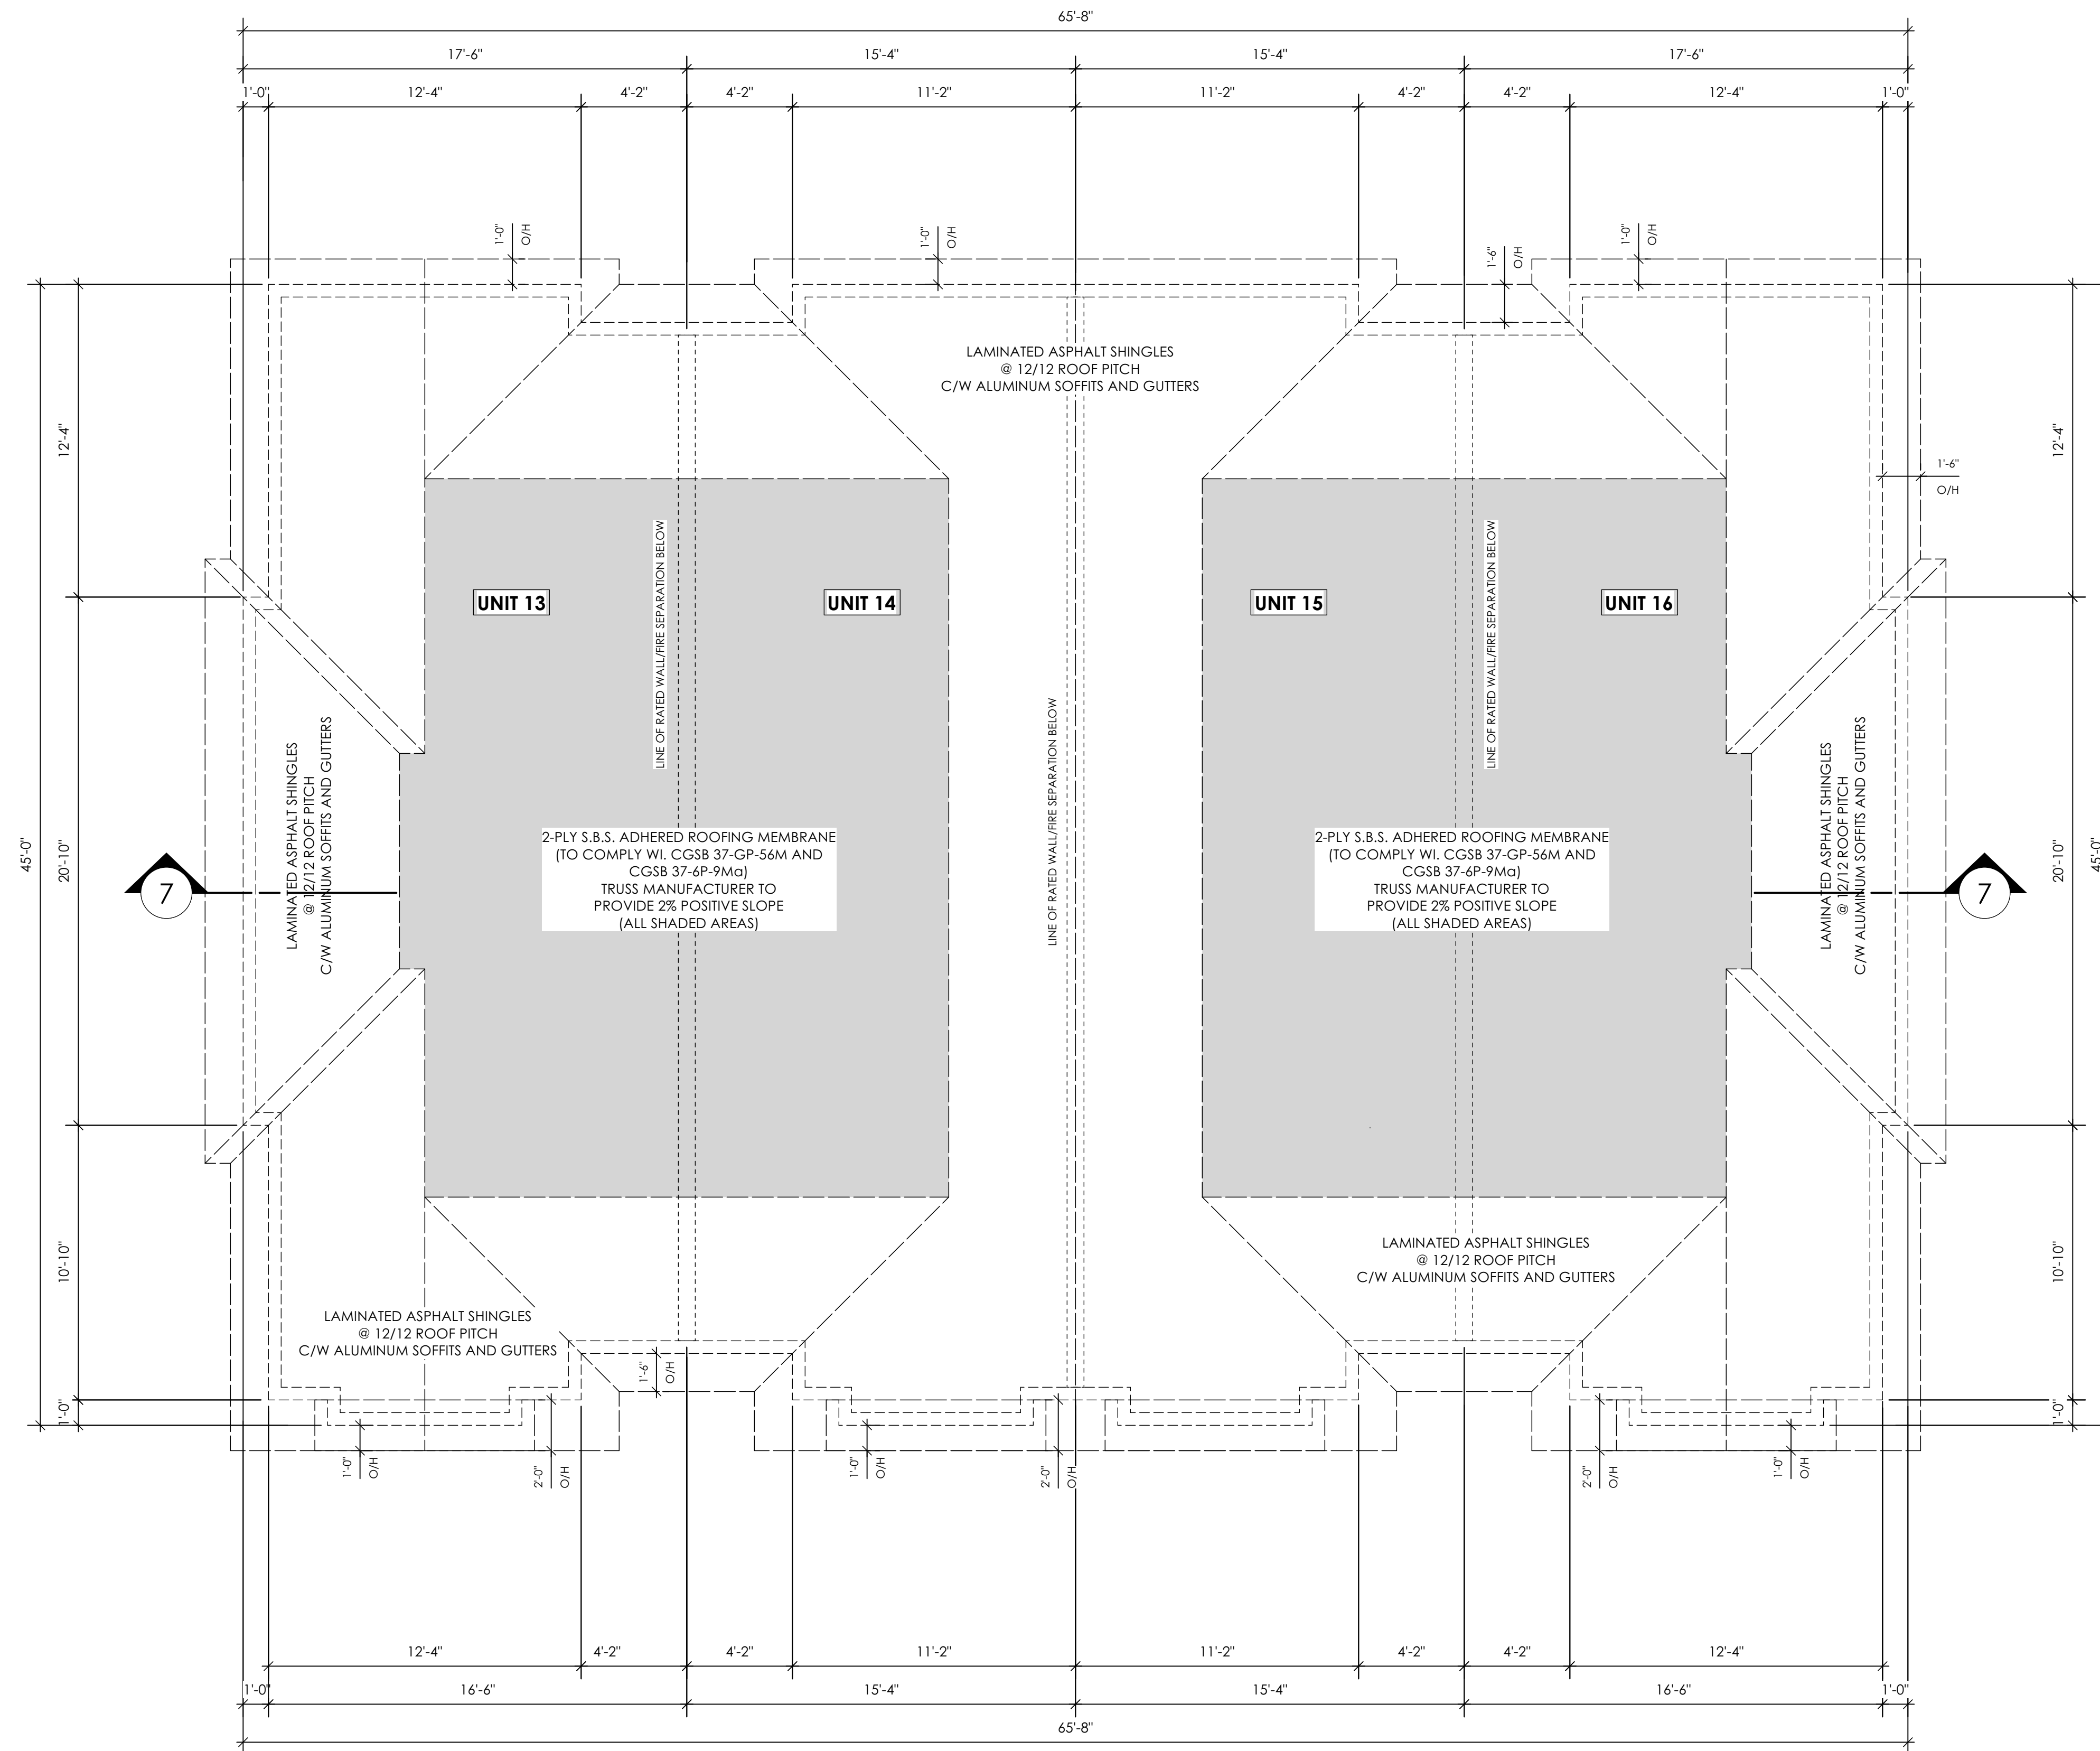 65'-8"
17'-6" 15'-4" 15'-4" 17'-6"
1'-0" 12'-4" 4'-2" 4'-2" 11'-2" 11'-2" 4'-2" 4'-2" 12'-4" 1'-0"
1'-0" O/H
1'-0" O/H
1'-6" O/H
1'-0" O/H
LAMINATED ASPHALT SHINGLES
@ 12/12 ROOF PITCH
C/W ALUMINUM SOFFITS AND GUTTERS
12'-4"
12'-4"
1'-6"
O/H
UNIT 13
UNIT 14
UNIT 15
UNIT 16
LINE OF RATED WALL/FIRE SEPARATION BELOW
LINE OF RATED WALL/FIRE SEPARATION BELOW
LINE OF RATED WALL/FIRE SEPARATION BELOW
45'-0"
20'-10"
7
LAMINATED ASPHALT SHINGLES
@ 12/12 ROOF PITCH
C/W ALUMINUM SOFFITS AND GUTTERS
2-PLY S.B.S. ADHERED ROOFING MEMBRANE
(TO COMPLY WI. CGSB 37-GP-56M AND
CGSB 37-6P-9Ma)
TRUSS MANUFACTURER TO
PROVIDE 2% POSITIVE SLOPE
(ALL SHADED AREAS)
2-PLY S.B.S. ADHERED ROOFING MEMBRANE
(TO COMPLY WI. CGSB 37-GP-56M AND
CGSB 37-6P-9Ma)
TRUSS MANUFACTURER TO
PROVIDE 2% POSITIVE SLOPE
(ALL SHADED AREAS)
LAMINATED ASPHALT SHINGLES
@ 12/12 ROOF PITCH
C/W ALUMINUM SOFFITS AND GUTTERS
7
20'-10"
45'-0"
10'-10"
10'-10"
LAMINATED ASPHALT SHINGLES
@ 12/12 ROOF PITCH
C/W ALUMINUM SOFFITS AND GUTTERS
LAMINATED ASPHALT SHINGLES
@ 12/12 ROOF PITCH
C/W ALUMINUM SOFFITS AND GUTTERS
1'-6" O/H
1'-0"
1'-0"
1'-0" O/H
2'-0" O/H
1'-0" O/H
2'-0" O/H
2'-0" O/H
1'-0" O/H
12'-4" 4'-2" 4'-2" 11'-2" 11'-2" 4'-2" 4'-2" 12'-4"
1'-0" 16'-6" 15'-4" 15'-4" 16'-6" 1'-0"
65'-8"